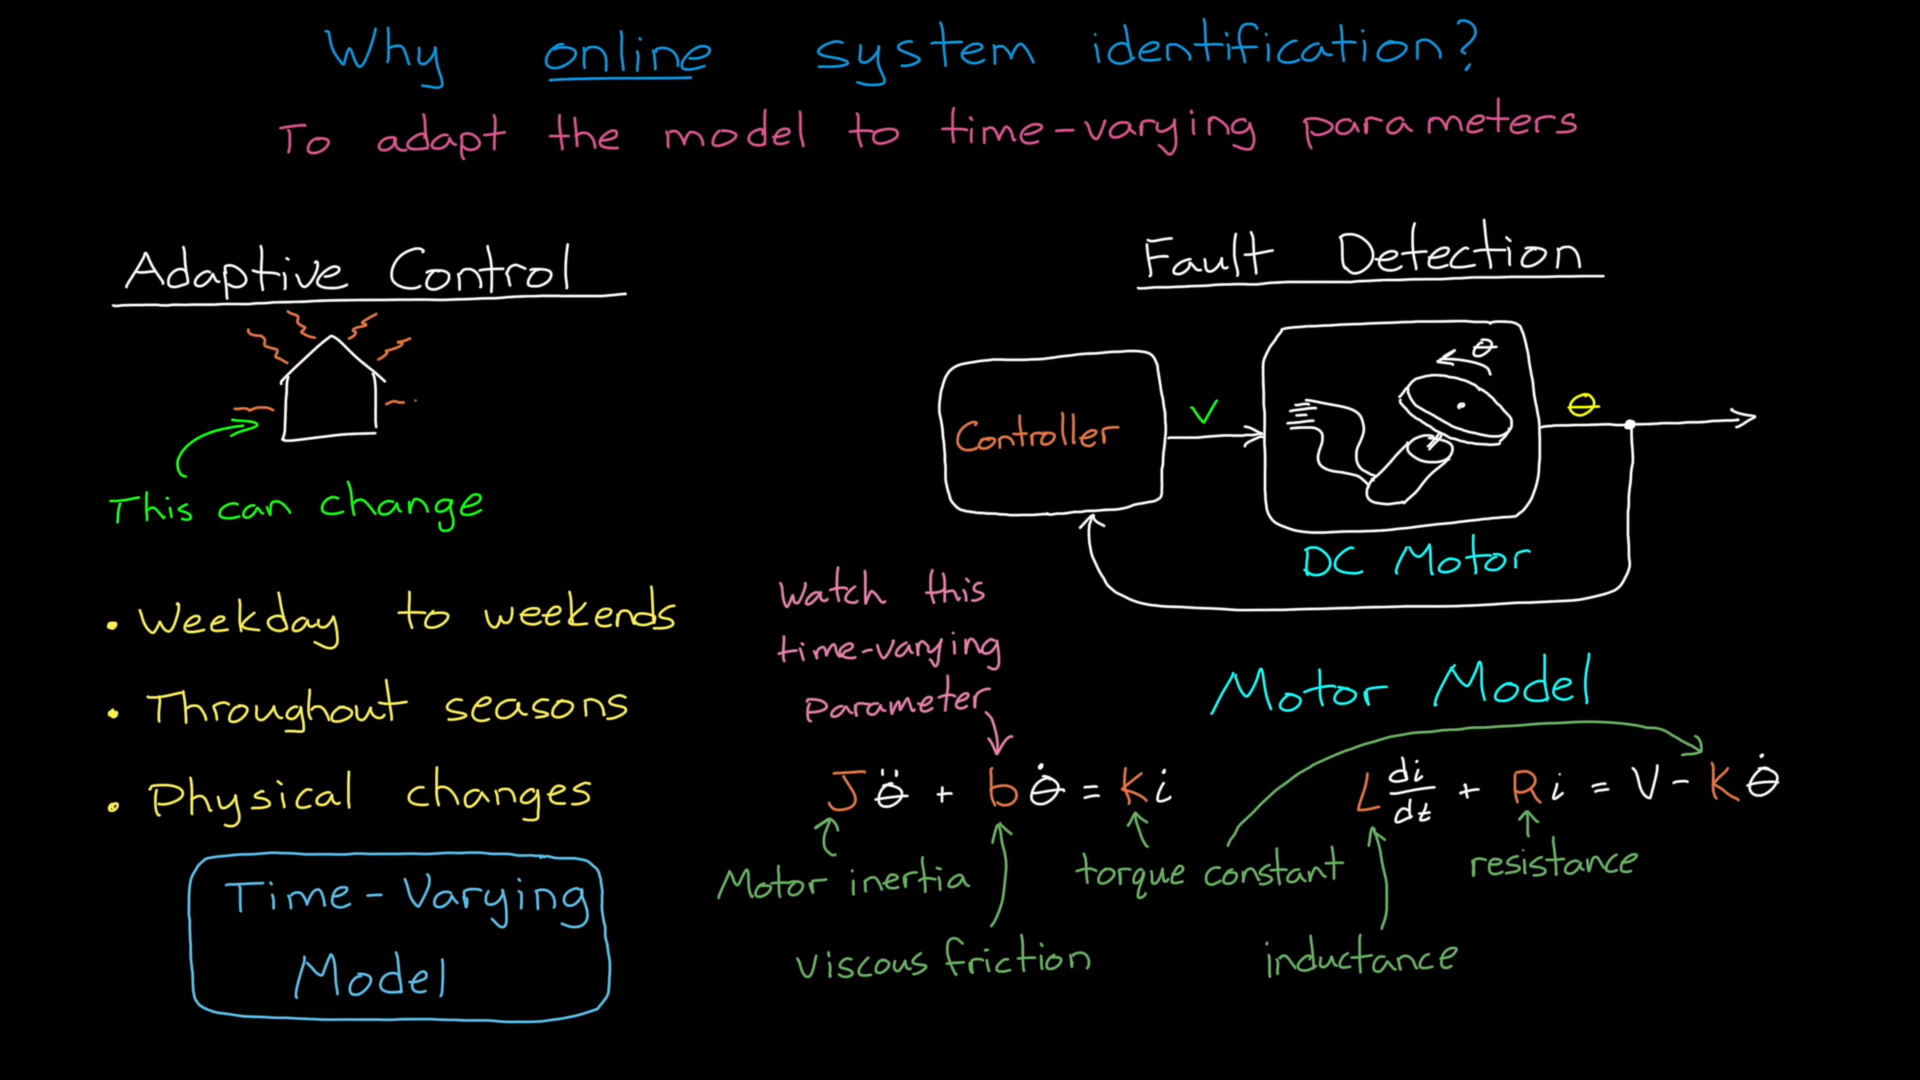 Why online system identification?
To adapt the model to time-varying parameters
Adaptive Control
This can change
• Weekday to weekends
• Throughout seasons
• Physical changes
Time-Varying
Model
Fault Detection
Controller
V
θ
θ
DC Motor
Watch this
time-varying
parameter
Motor Model
Jθ̈ + bθ̇ = Ki
L di/dt + Ri = V - Kθ̇
Motor inertia
viscous friction
torque constant
inductance
resistance